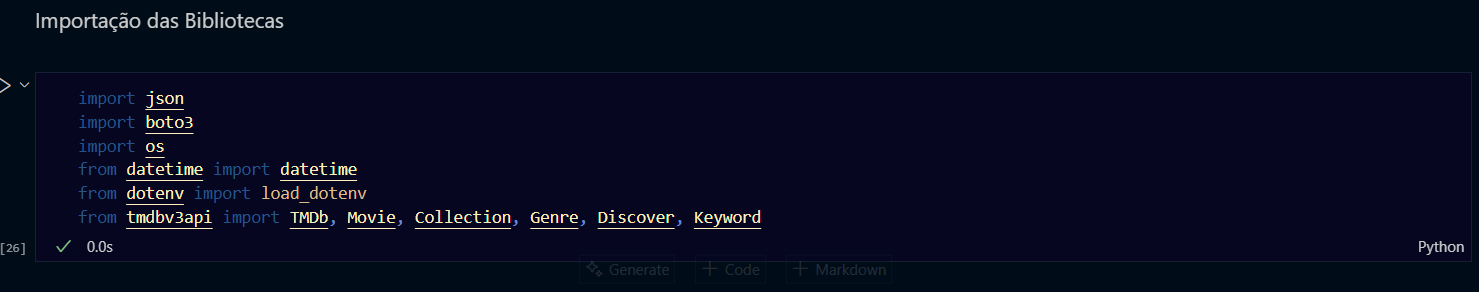 Importação das Bibliotecas
import json
import boto3
import os
from datetime import datetime
from dotenv import load_dotenv
from tmdbv3api import TMDb, Movie, Collection, Genre, Discover, Keyword
[26] 0.0s Python
Generate Code Markdown